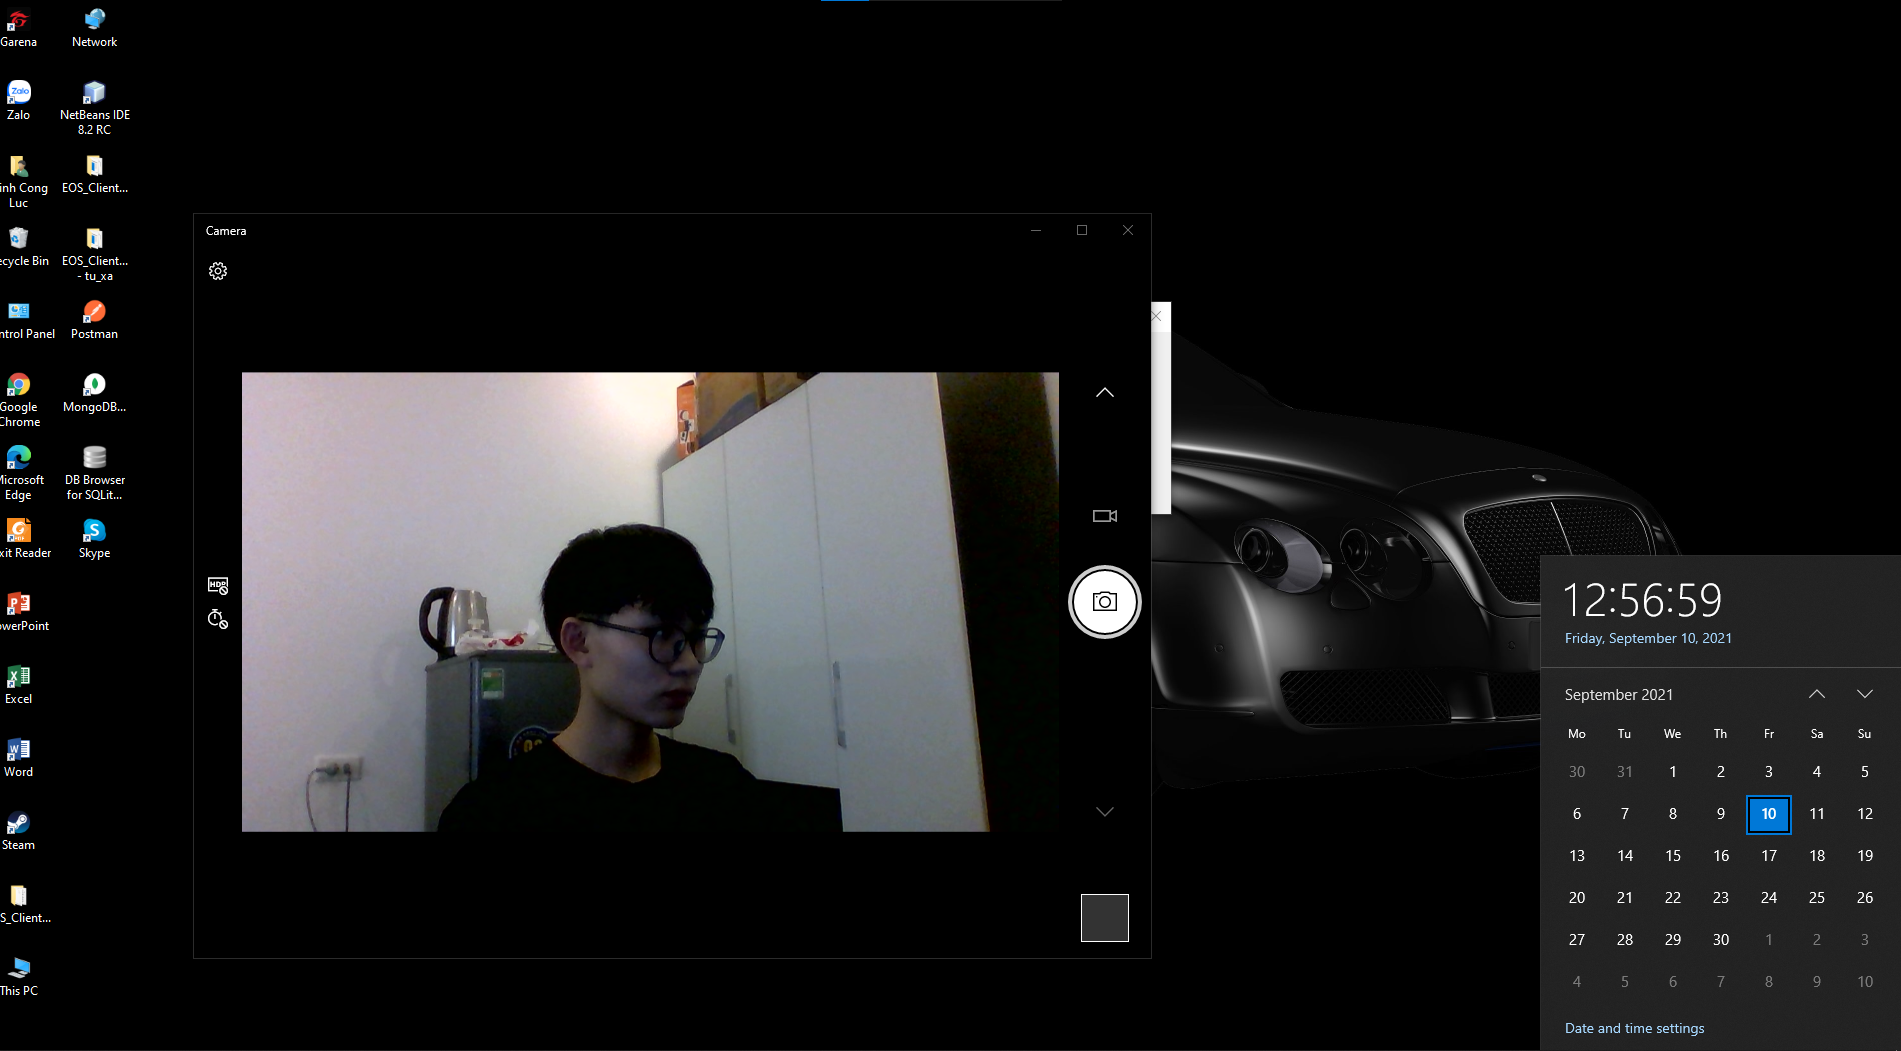 Garena
Network
Zalo
NetBeans IDE
8.2 RC
inh Cong
Luc
EOS_Client...
ecycle Bin
EOS_Client...
- tu_xa
ntrol Panel
Postman
Google
Chrome
MongoDB...
Microsoft
Edge
DB Browser
for SQLit...
xit Reader
Skype
owerPoint
Excel
Word
Steam
S_Client...
This PC
Camera
HDR
12:56:59
Friday, September 10, 2021
September 2021
Mo Tu We Th Fr Sa Su
30 31 1 2 3 4 5
6 7 8 9 10 11 12
13 14 15 16 17 18 19
20 21 22 23 24 25 26
27 28 29 30 1 2 3
4 5 6 7 8 9 10
Date and time settings